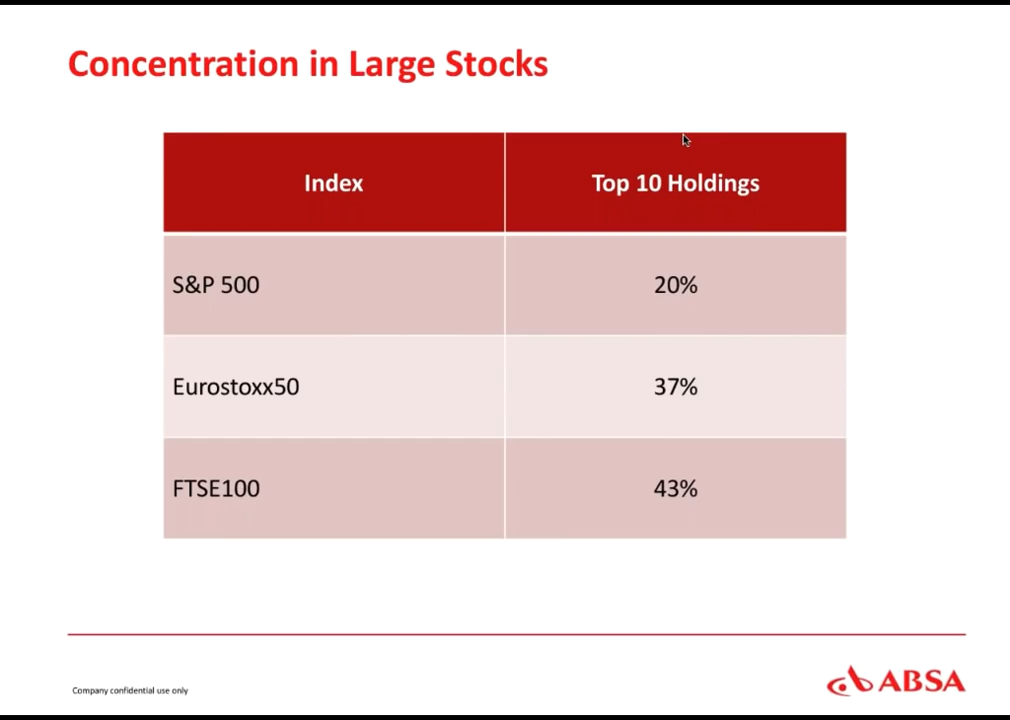 Concentration in Large Stocks
Index Top 10 Holdings
S&P 500 20%
Eurostoxx50 37%
FTSE100 43%
Company confidential use only
ABSA